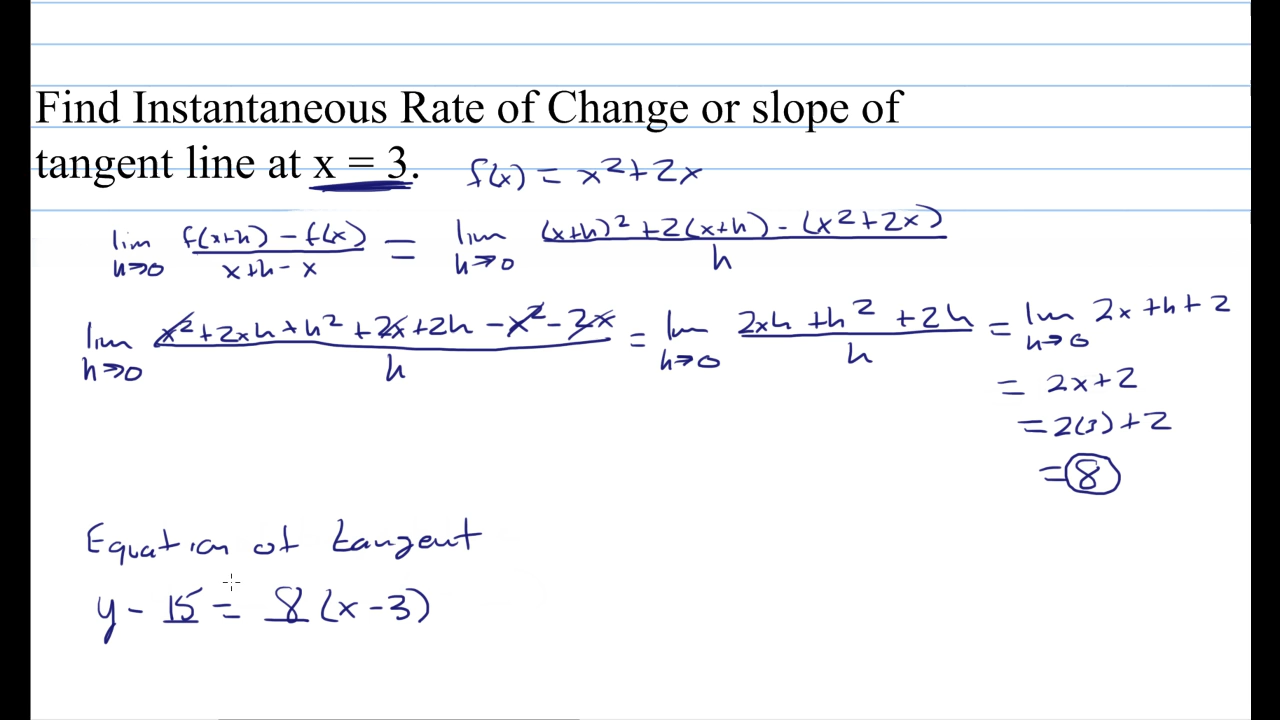 Find Instantaneous Rate of Change or slope of
tangent line at x = 3. f(x) = x² + 2x
lim h→0 (f(x+h) − f(x))/(x+h−x) = lim h→0 ((x+h)² + 2(x+h) − (x² + 2x))/h
lim h→0 (x² + 2xh + h² + 2x + 2h − x² − 2x)/h = lim h→0 (2xh + h² + 2h)/h = lim h→0 2x + h + 2
= 2x + 2
= 2(3) + 2
= 8
Equation of tangent
y − 15 = 8(x − 3)